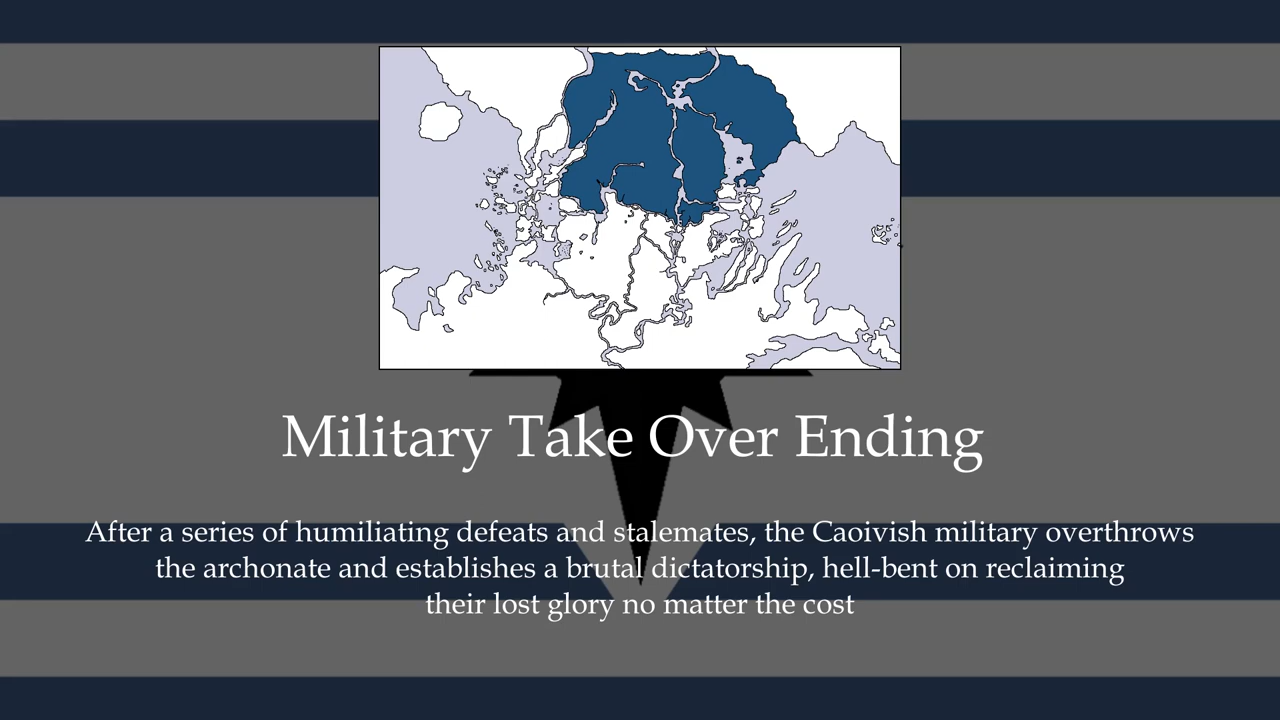 Military Take Over Ending
After a series of humiliating defeats and stalemates, the Caoivish military overthrows
the archonate and establishes a brutal dictatorship, hell-bent on reclaiming
their lost glory no matter the cost